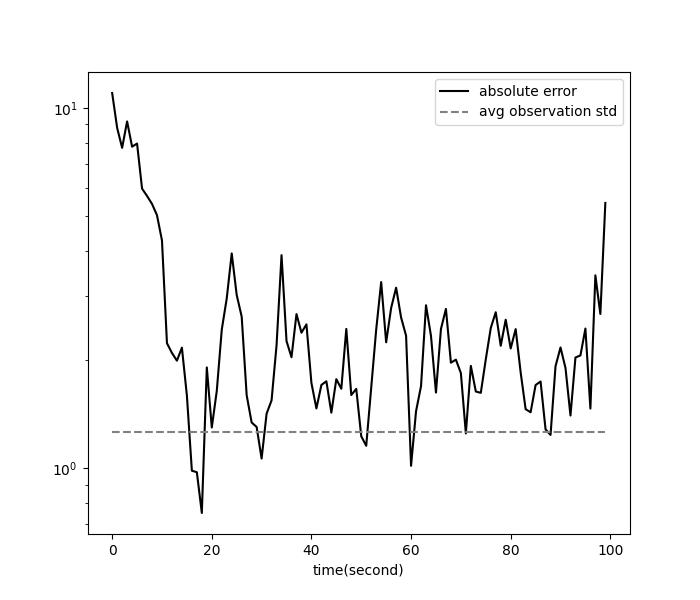 absolute error
avg observation std
10¹
10⁰
0 20 40 60 80 100
time(second)